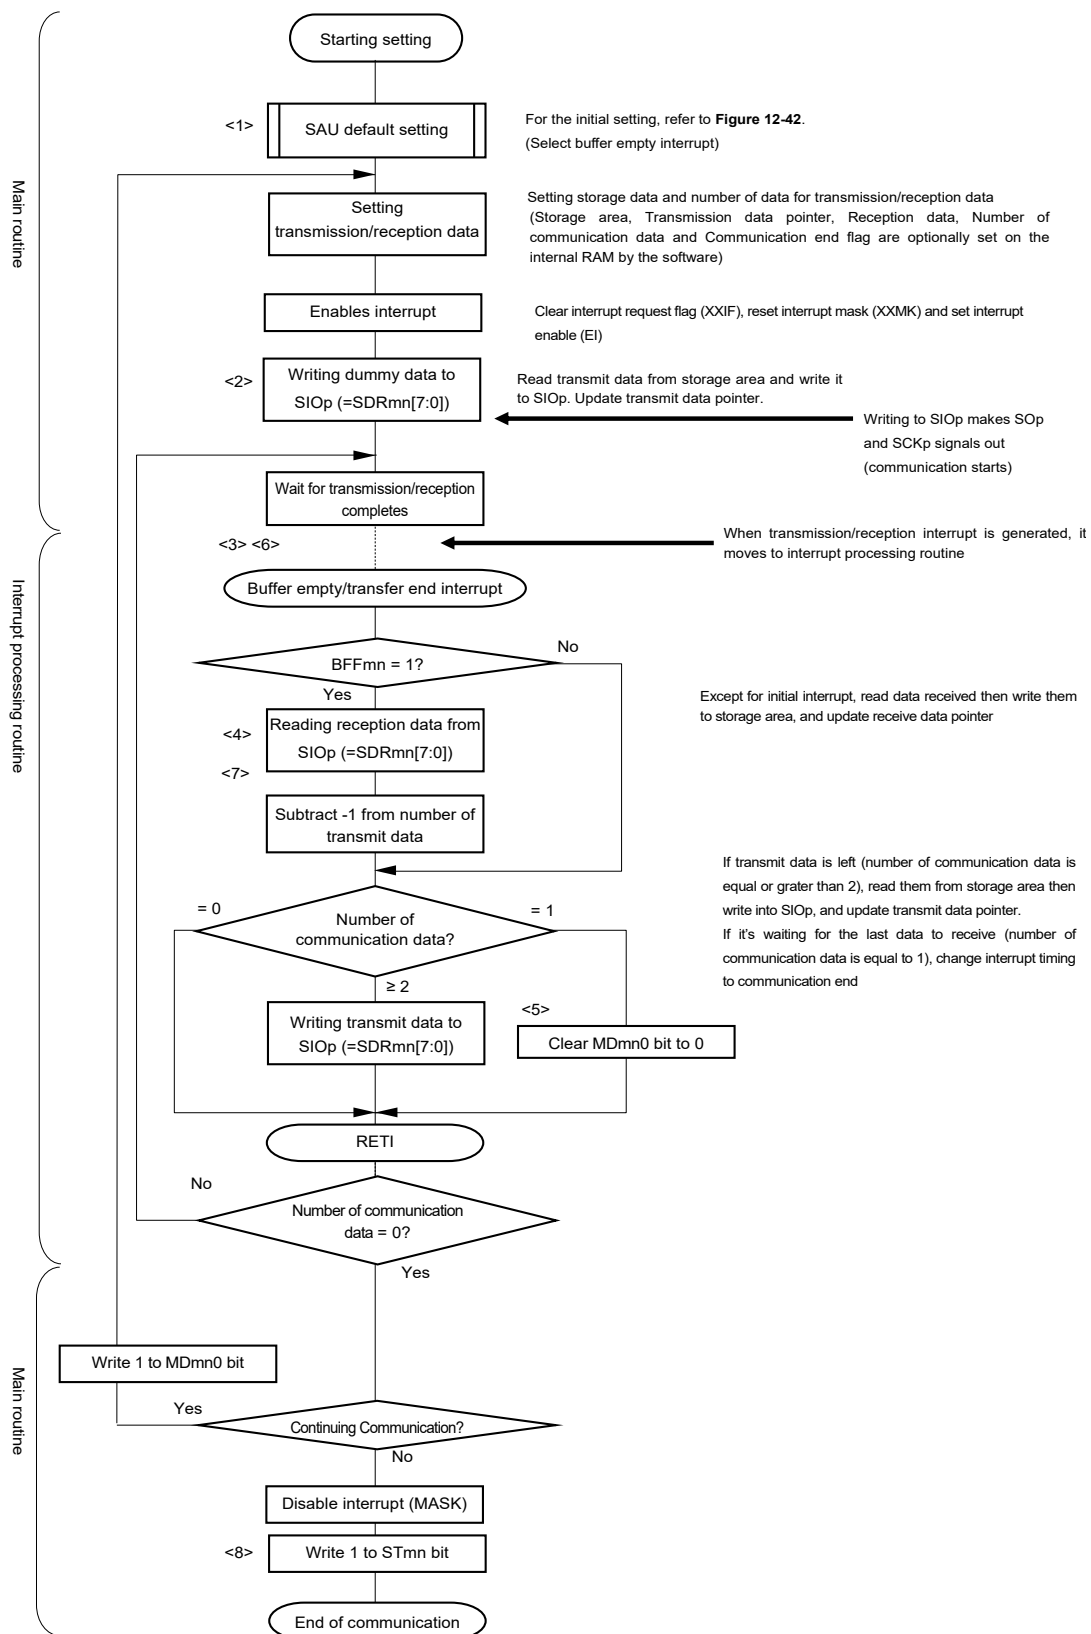 Starting setting
<1>
SAU default setting
For the initial setting, refer to Figure 12-42.
(Select buffer empty interrupt)
Main routine
Setting
transmission/reception data
Setting storage data and number of data for transmission/reception data
(Storage area, Transmission data pointer, Reception data, Number of
communication data and Communication end flag are optionally set on the
internal RAM by the software)
Enables interrupt
Clear interrupt request flag (XXIF), reset interrupt mask (XXMK) and set interrupt
enable (EI)
<2>
Writing dummy data to
SIOp (=SDRmn[7:0])
Read transmit data from storage area and write it
to SIOp. Update transmit data pointer.
Writing to SIOp makes SOp
and SCKp signals out
(communication starts)
Wait for transmission/reception
completes
<3> <6>
When transmission/reception interrupt is generated, it
moves to interrupt processing routine
Interrupt processing routine
Buffer empty/transfer end interrupt
BFFmn = 1?
No
Yes
<4>
Reading reception data from
SIOp (=SDRmn[7:0])
<7>
Except for initial interrupt, read data received then write them
to storage area, and update receive data pointer
Subtract -1 from number of
transmit data
= 0
Number of
communication data?
= 1
≥ 2
If transmit data is left (number of communication data is
equal or grater than 2), read them from storage area then
write into SIOp, and update transmit data pointer.
If it's waiting for the last data to receive (number of
communication data is equal to 1), change interrupt timing
to communication end
Writing transmit data to
SIOp (=SDRmn[7:0])
<5>
Clear MDmn0 bit to 0
RETI
No
Number of communication
data = 0?
Yes
Main routine
Write 1 to MDmn0 bit
Yes
Continuing Communication?
No
Disable interrupt (MASK)
<8>
Write 1 to STmn bit
End of communication